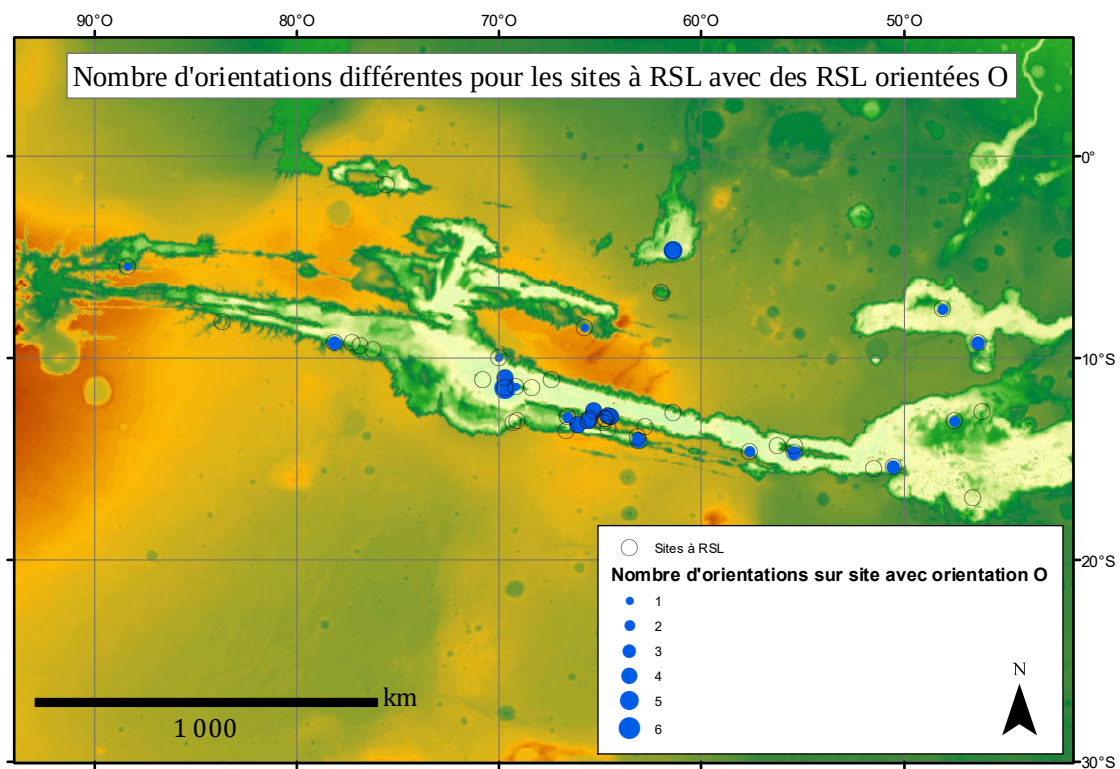 90°O 80°O 70°O 60°O 50°O
Nombre d'orientations différentes pour les sites à RSL avec des RSL orientées O
0°
10°S
20°S
30°S
Sites à RSL
Nombre d'orientations sur site avec orientation O
1
2
3
4
5
6
N
km
1 000